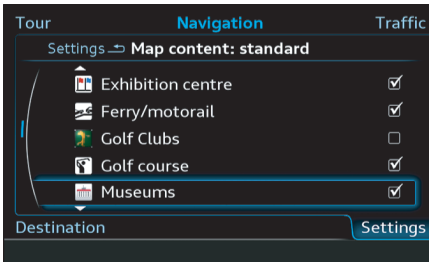 Tour Navigation Traffic
Settings Map content: standard
Exhibition centre
Ferry/motorail
Golf Clubs
Golf course
Museums
Destination Settings